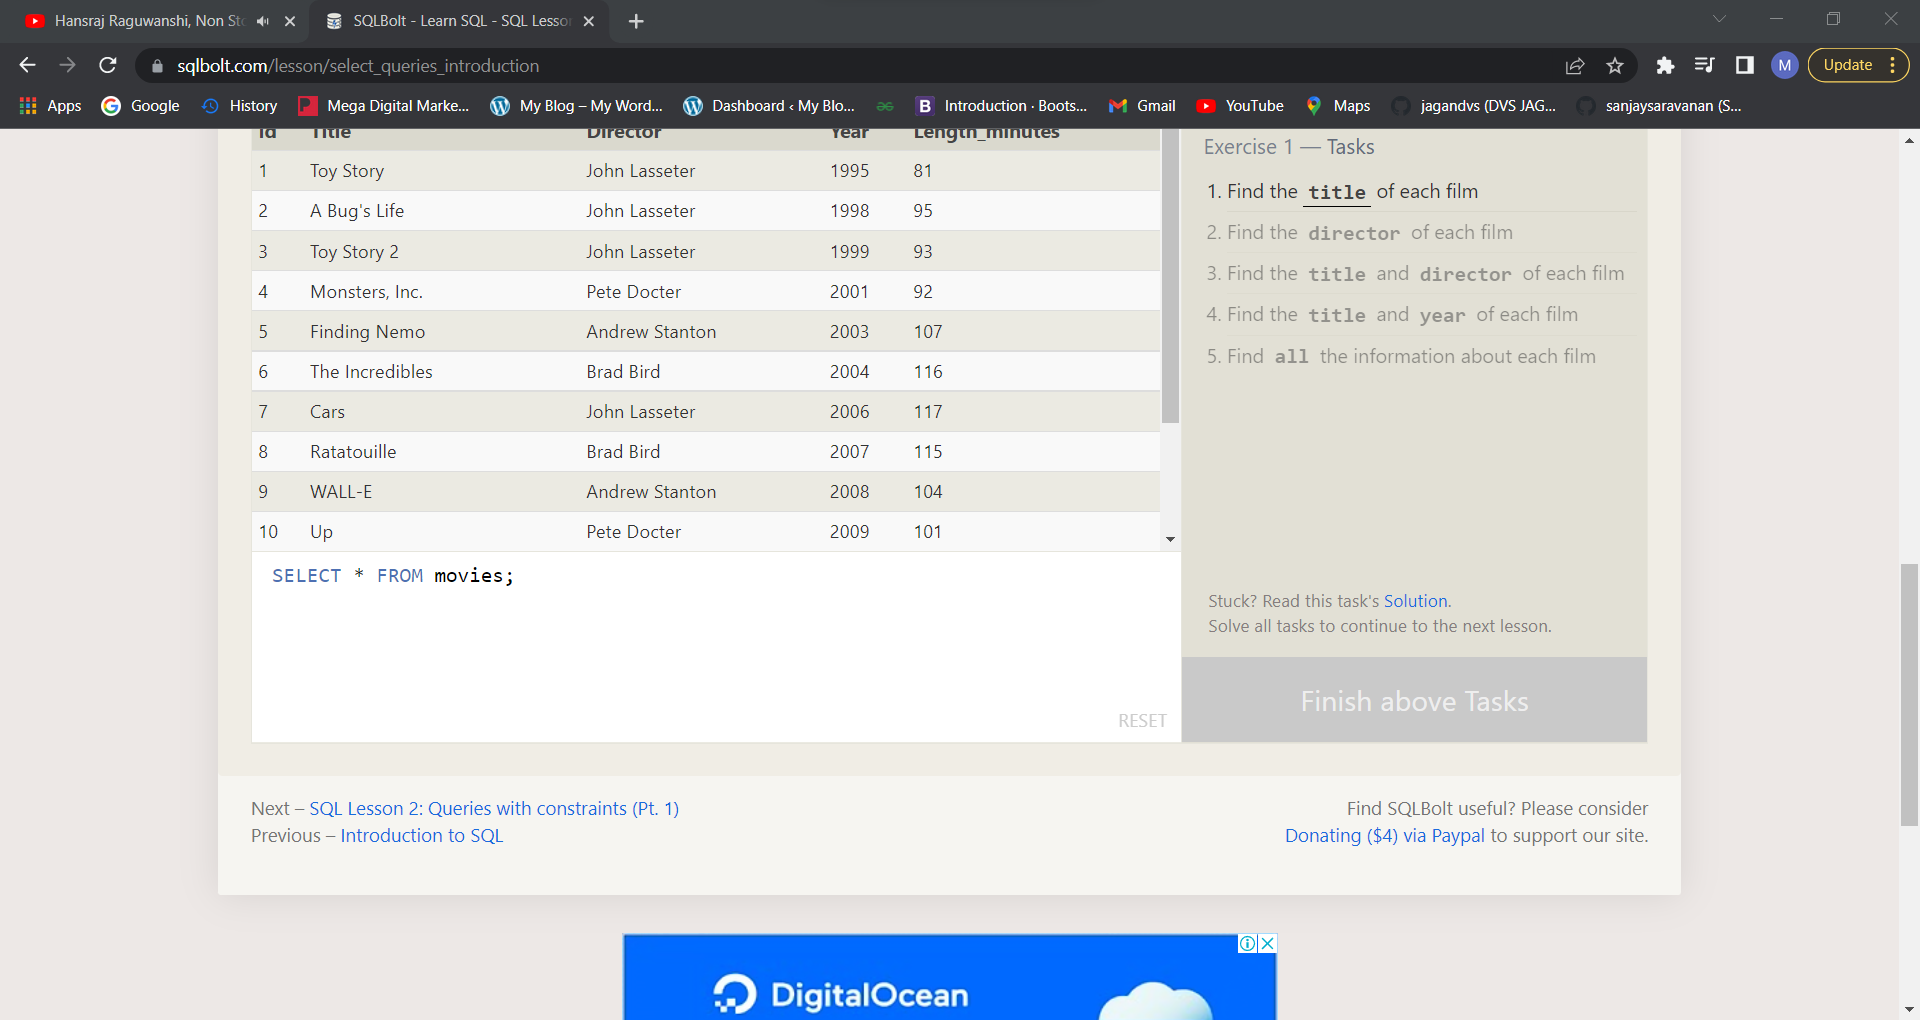 Hansraj Raguwanshi, Non Sto
SQLBolt - Learn SQL - SQL Lesson
sqlbolt.com/lesson/select_queries_introduction
M
Update
Apps
Google
History
Mega Digital Marke...
My Blog – My Word...
Dashboard ‹ My Blo...
Introduction · Boots...
Gmail
YouTube
Maps
jagandvs (DVS JAG...
sanjaysaravanan (S...
Id Title Director Year Length_minutes
1 Toy Story John Lasseter 1995 81
2 A Bug's Life John Lasseter 1998 95
3 Toy Story 2 John Lasseter 1999 93
4 Monsters, Inc. Pete Docter 2001 92
5 Finding Nemo Andrew Stanton 2003 107
6 The Incredibles Brad Bird 2004 116
7 Cars John Lasseter 2006 117
8 Ratatouille Brad Bird 2007 115
9 WALL-E Andrew Stanton 2008 104
10 Up Pete Docter 2009 101
SELECT * FROM movies;
RESET
Exercise 1 — Tasks
1. Find the title of each film
2. Find the director of each film
3. Find the title and director of each film
4. Find the title and year of each film
5. Find all the information about each film
Stuck? Read this task's Solution.
Solve all tasks to continue to the next lesson.
Finish above Tasks
Next – SQL Lesson 2: Queries with constraints (Pt. 1)
Previous – Introduction to SQL
Find SQLBolt useful? Please consider
Donating ($4) via Paypal to support our site.
DigitalOcean